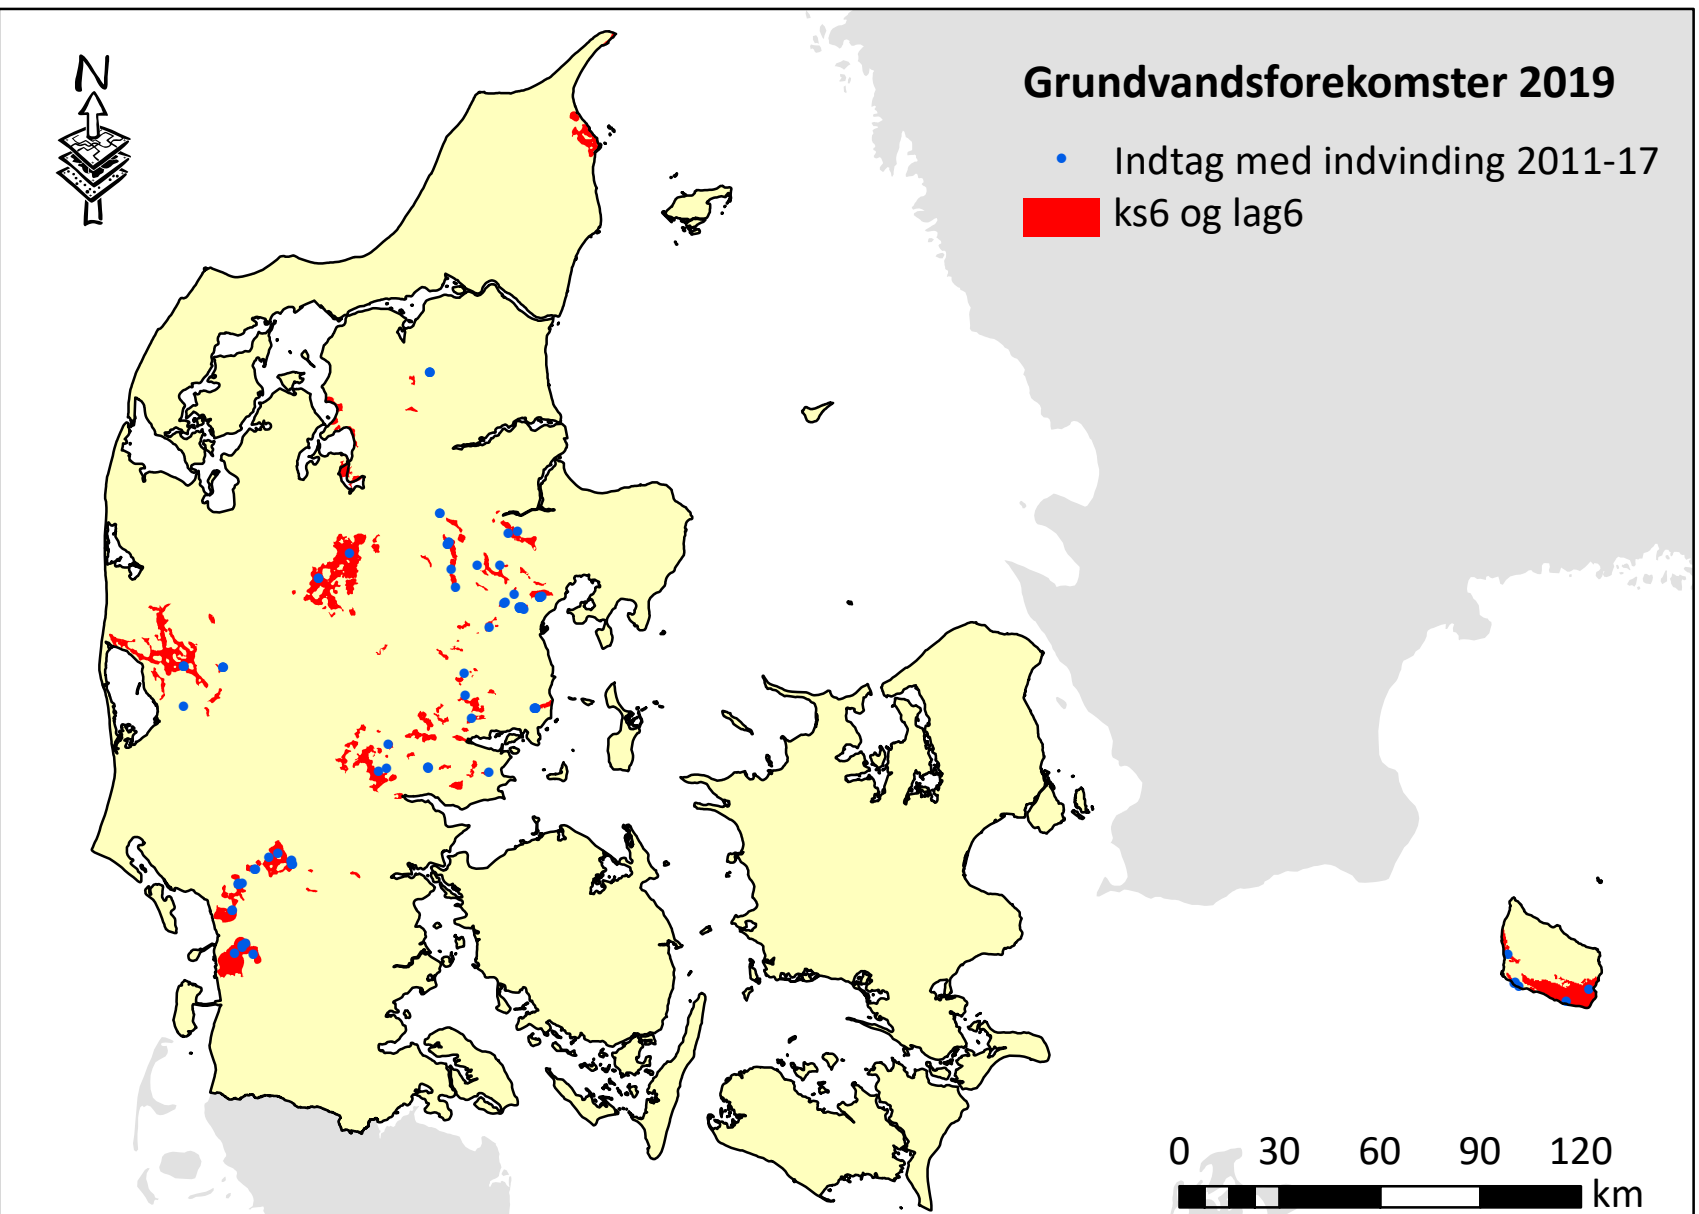 N
Grundvandsforekomster 2019
Indtag med indvinding 2011-17
ks6 og lag6
0 30 60 90 120
km